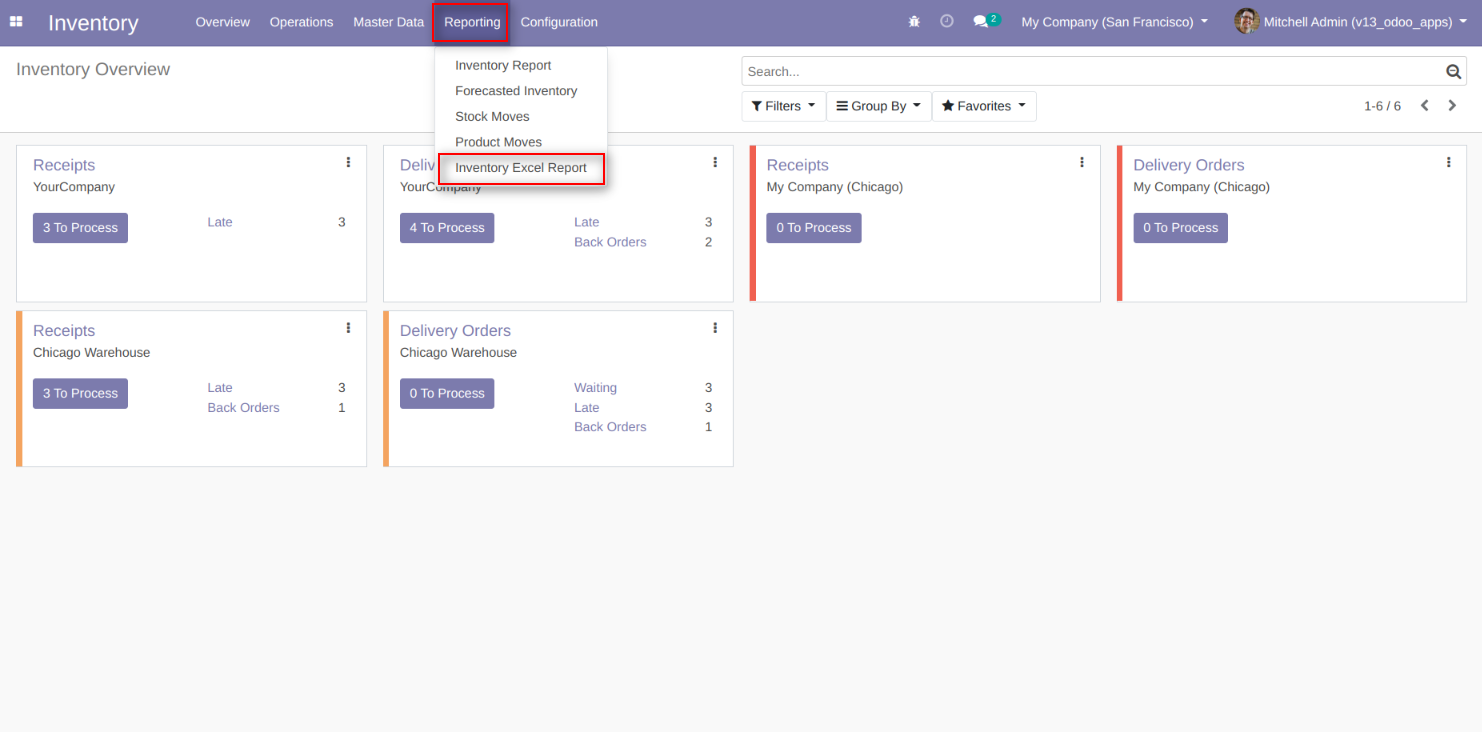 Inventory Overview Operations Master Data Reporting Configuration 2 My Company (San Francisco) Mitchell Admin (v13_odoo_apps)
Inventory Overview
Search...
Filters Group By Favorites 1-6 / 6
Inventory Report
Forecasted Inventory
Stock Moves
Product Moves
Inventory Excel Report
Receipts
YourCompany
3 To Process
Late 3
Deliv
YourCompany
4 To Process
Late 3
Back Orders 2
Receipts
My Company (Chicago)
0 To Process
Delivery Orders
My Company (Chicago)
0 To Process
Receipts
Chicago Warehouse
3 To Process
Late 3
Back Orders 1
Delivery Orders
Chicago Warehouse
0 To Process
Waiting 3
Late 3
Back Orders 1